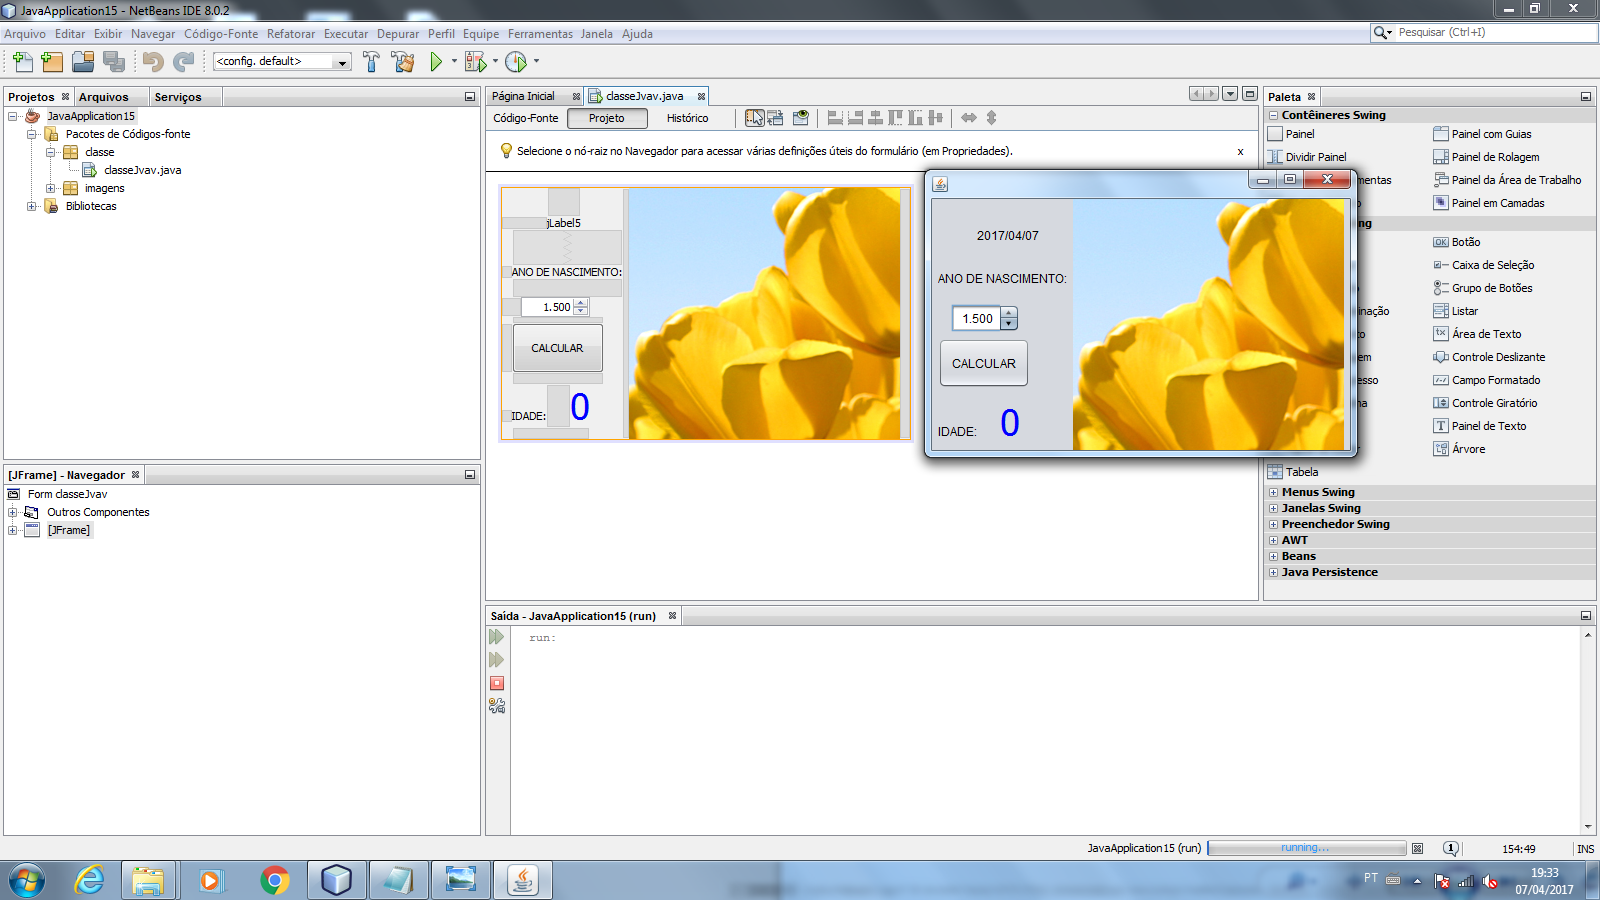 JavaApplication15 - NetBeans IDE 8.0.2
Arquivo Editar Exibir Navegar Código-Fonte Refatorar Executar Depurar Perfil Equipe Ferramentas Janela Ajuda
Pesquisar (Ctrl+I)
<config. default>
Projetos Arquivos Serviços
JavaApplication15
Pacotes de Códigos-fonte
classe
classeJvav.java
imagens
Bibliotecas
[JFrame] - Navegador
Form classeJvav
Outros Componentes
[JFrame]
Página Inicial classeJvav.java
Código-Fonte Projeto Histórico
Selecione o nó-raiz no Navegador para acessar várias definições úteis do formulário (em Propriedades). x
jLabel5
ANO DE NASCIMENTO:
1.500
CALCULAR
IDADE: 0
2017/04/07
ANO DE NASCIMENTO:
1.500
CALCULAR
IDADE: 0
Paleta
Contêineres Swing
Painel Painel com Guias
Dividir Painel Painel de Rolagem
mentas Painel da Área de Trabalho
Painel em Camadas
ng
Botão
Caixa de Seleção
Grupo de Botões
inação Listar
to Área de Texto
em Controle Deslizante
esso Campo Formatado
na Controle Giratório
Painel de Texto
r Árvore
Tabela
Menus Swing
Janelas Swing
Preenchedor Swing
AWT
Beans
Java Persistence
Saída - JavaApplication15 (run)
run:
JavaApplication15 (run) running... 1 154:49 INS
PT 19:33
07/04/2017